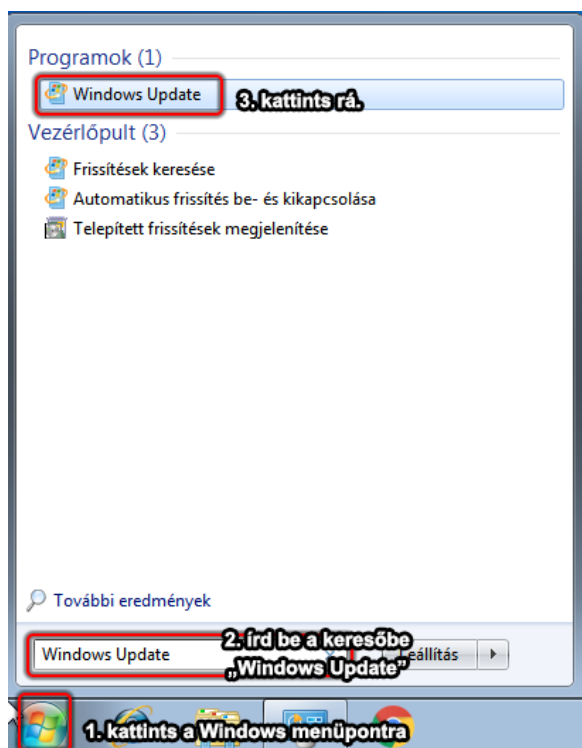 Programok (1)
Windows Update
3. kattints rá.
Vezérlőpult (3)
Frissítések keresése
Automatikus frissítés be- és kikapcsolása
Telepített frissítések megjelenítése
További eredmények
Windows Update
2. írd be a keresőbe
„Windows Update”
eállítás
1. kattints a Windows menüpontra